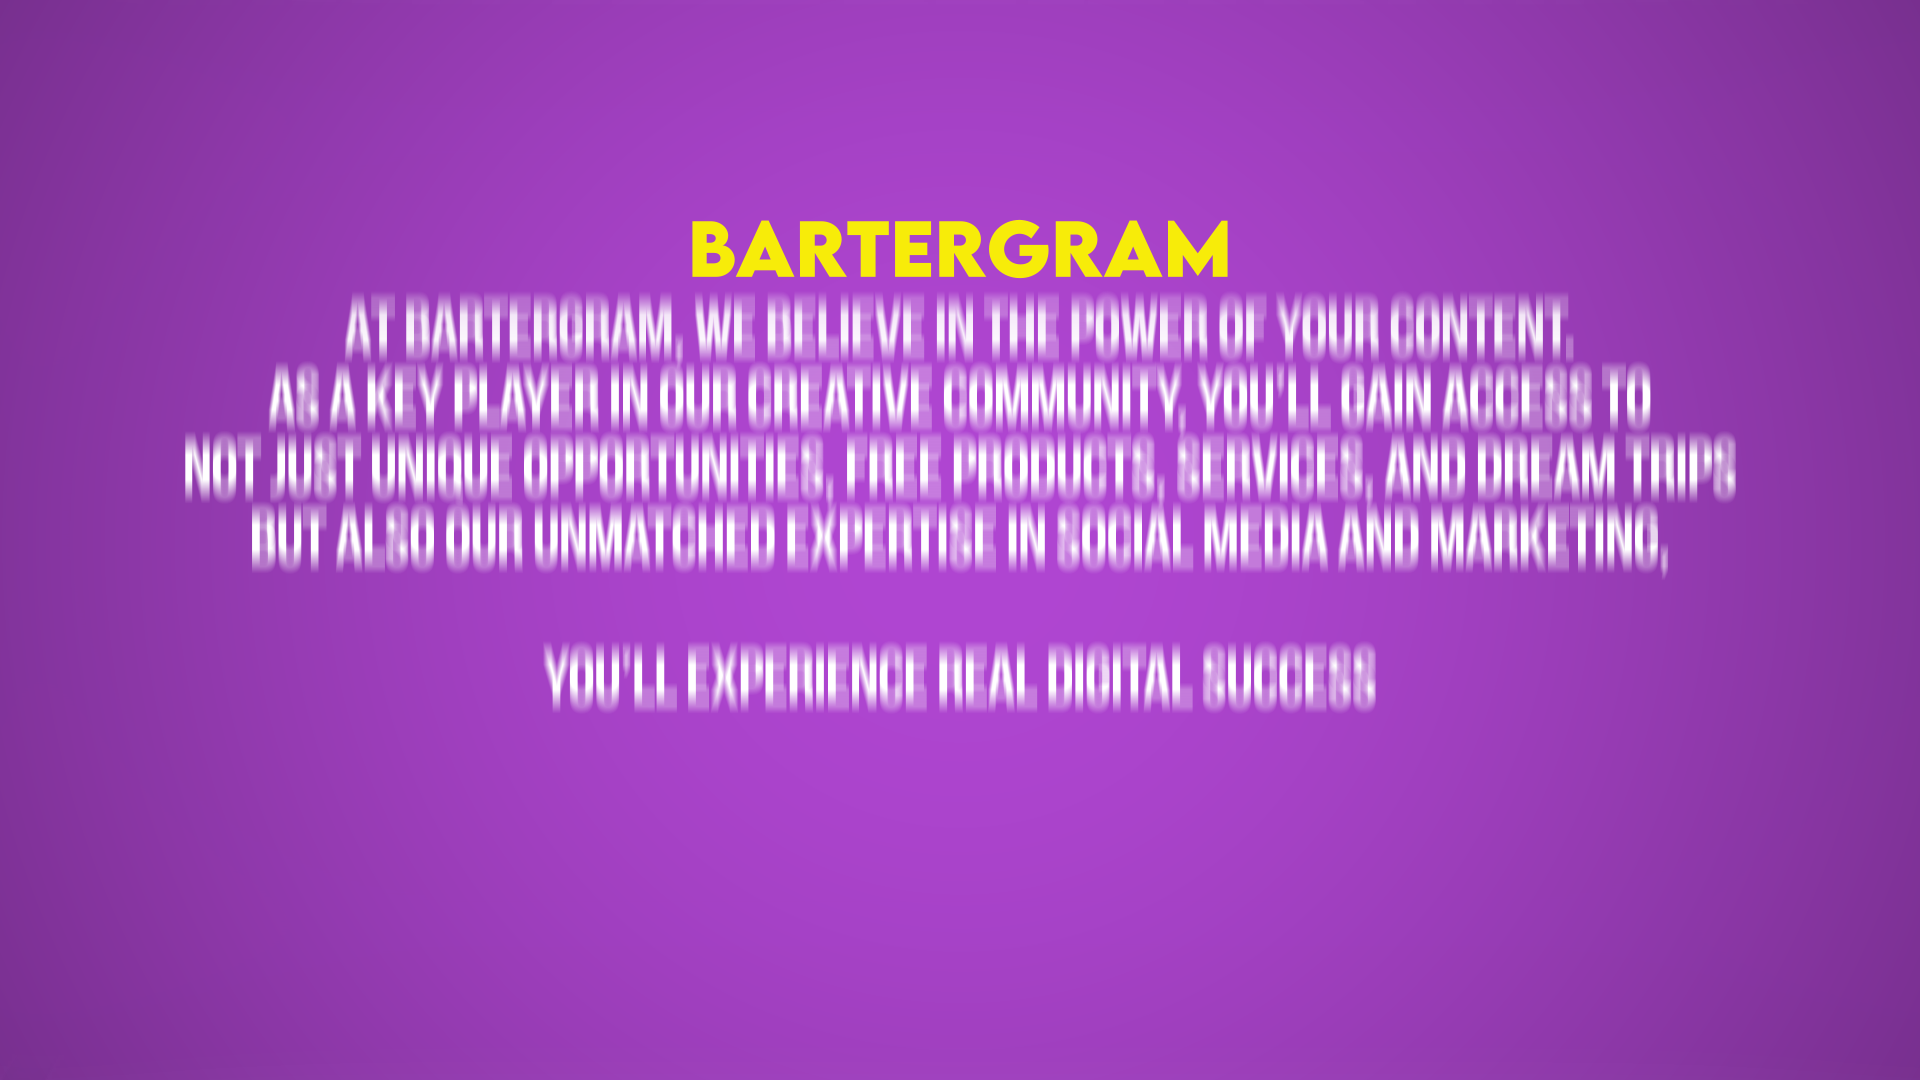 BARTERGRAM
AT BARTERGRAM, WE BELIEVE IN THE POWER OF YOUR CONTENT.
AS A KEY PLAYER IN OUR CREATIVE COMMUNITY, YOU'LL GAIN ACCESS TO
NOT JUST UNIQUE OPPORTUNITIES, FREE PRODUCTS, SERVICES, AND DREAM TRIPS
BUT ALSO OUR UNMATCHED EXPERTISE IN SOCIAL MEDIA AND MARKETING,
YOU'LL EXPERIENCE REAL DIGITAL SUCCESS